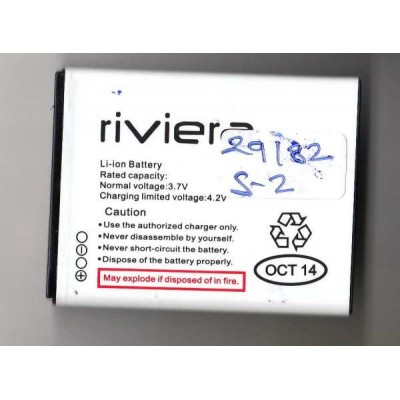 riviera
29182
S-2
Li-ion Battery
Rated capacity:
Normal voltage:3.7V
Charging limited voltage:4.2V
Caution
Use the authorized charger only.
Never disassemble by yourself.
Never short-circuit the battery.
Dispose of the battery properly.
May explode if disposed of in fire.
OCT 14